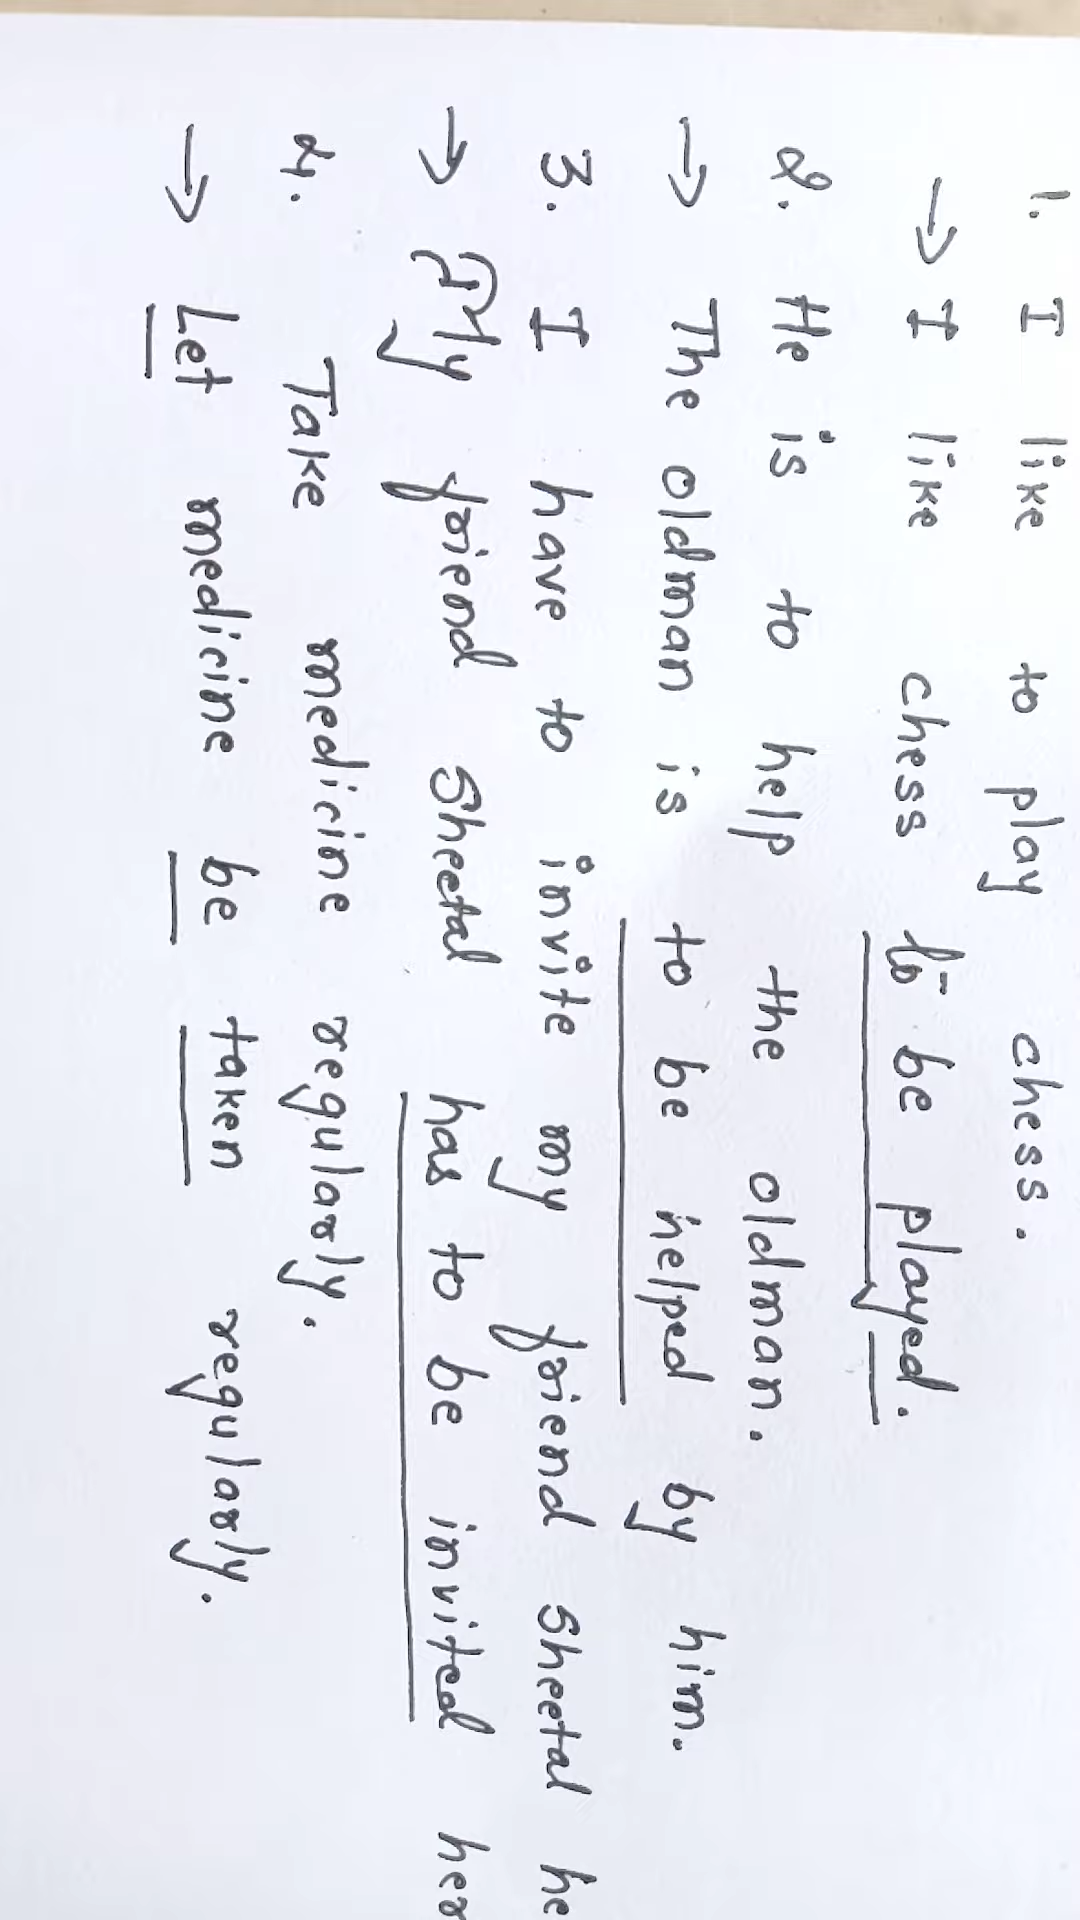 1. I like to play chess.
→ I like chess to be played.
2. He is to help the oldman.
→ The oldman is to be helped by him.
3. I have to invite my friend Sheetal he
→ My friend Sheetal has to be invited her
4. Take medicine regularly.
→ Let medicine be taken regularly.